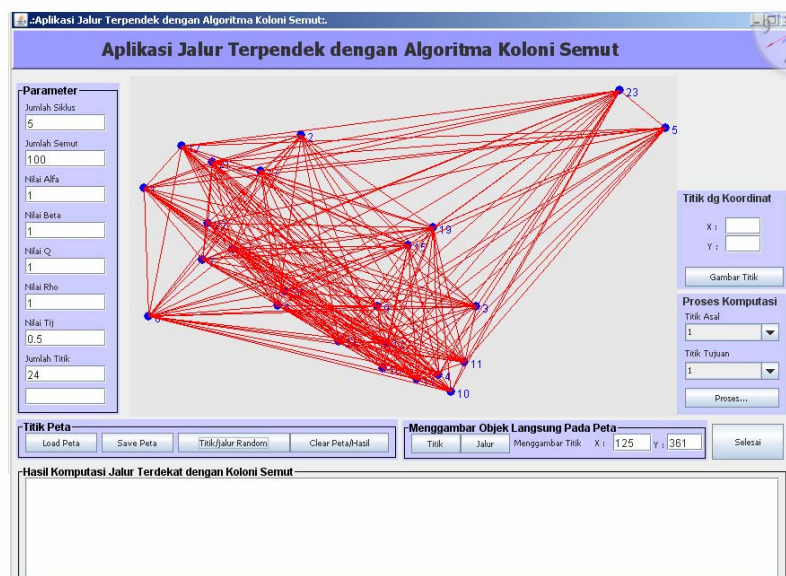 .:Aplikasi Jalur Terpendek dengan Algoritma Koloni Semut:.
Aplikasi Jalur Terpendek dengan Algoritma Koloni Semut
Parameter
Jumlah Siklus
5
Jumlah Semut
100
Nilai Alfa
1
Nilai Beta
1
Nilai Q
1
Nilai Rho
1
Nilai Tij
0.5
Jumlah Titik
24
23
5
2
19
15
3
11
4
10
Titik dg Koordinat
X :
Y :
Gambar Titik
Proses Komputasi
Titik Asal
1
Titik Tujuan
1
Proses...
Titik Peta
Load Peta Save Peta Titik/jalur Random Clear Peta/Hasil
Menggambar Objek Langsung Pada Peta
Titik Jalur Menggambar Titik X : 125 Y : 361
Selesai
Hasil Komputasi Jalur Terdekat dengan Koloni Semut